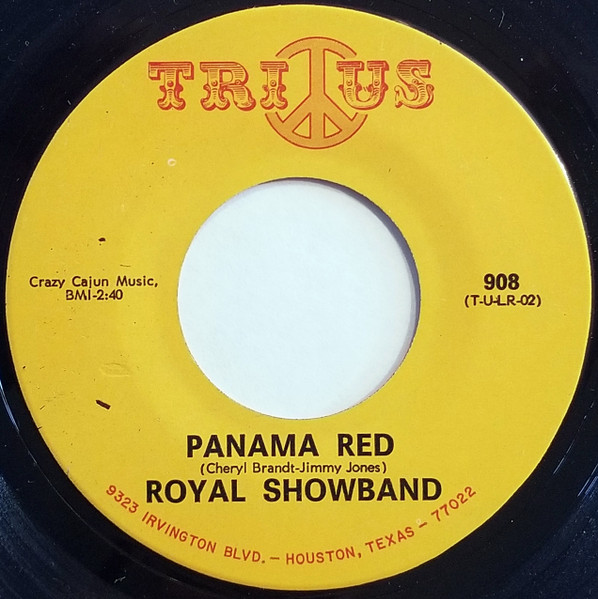 TRI US
Crazy Cajun Music,
BMI-2:40
908
(T-U-LR-02)
PANAMA RED
(Cheryl Brandt-Jimmy Jones)
ROYAL SHOWBAND
9323 IRVINGTON BLVD. – HOUSTON, TEXAS – 77022